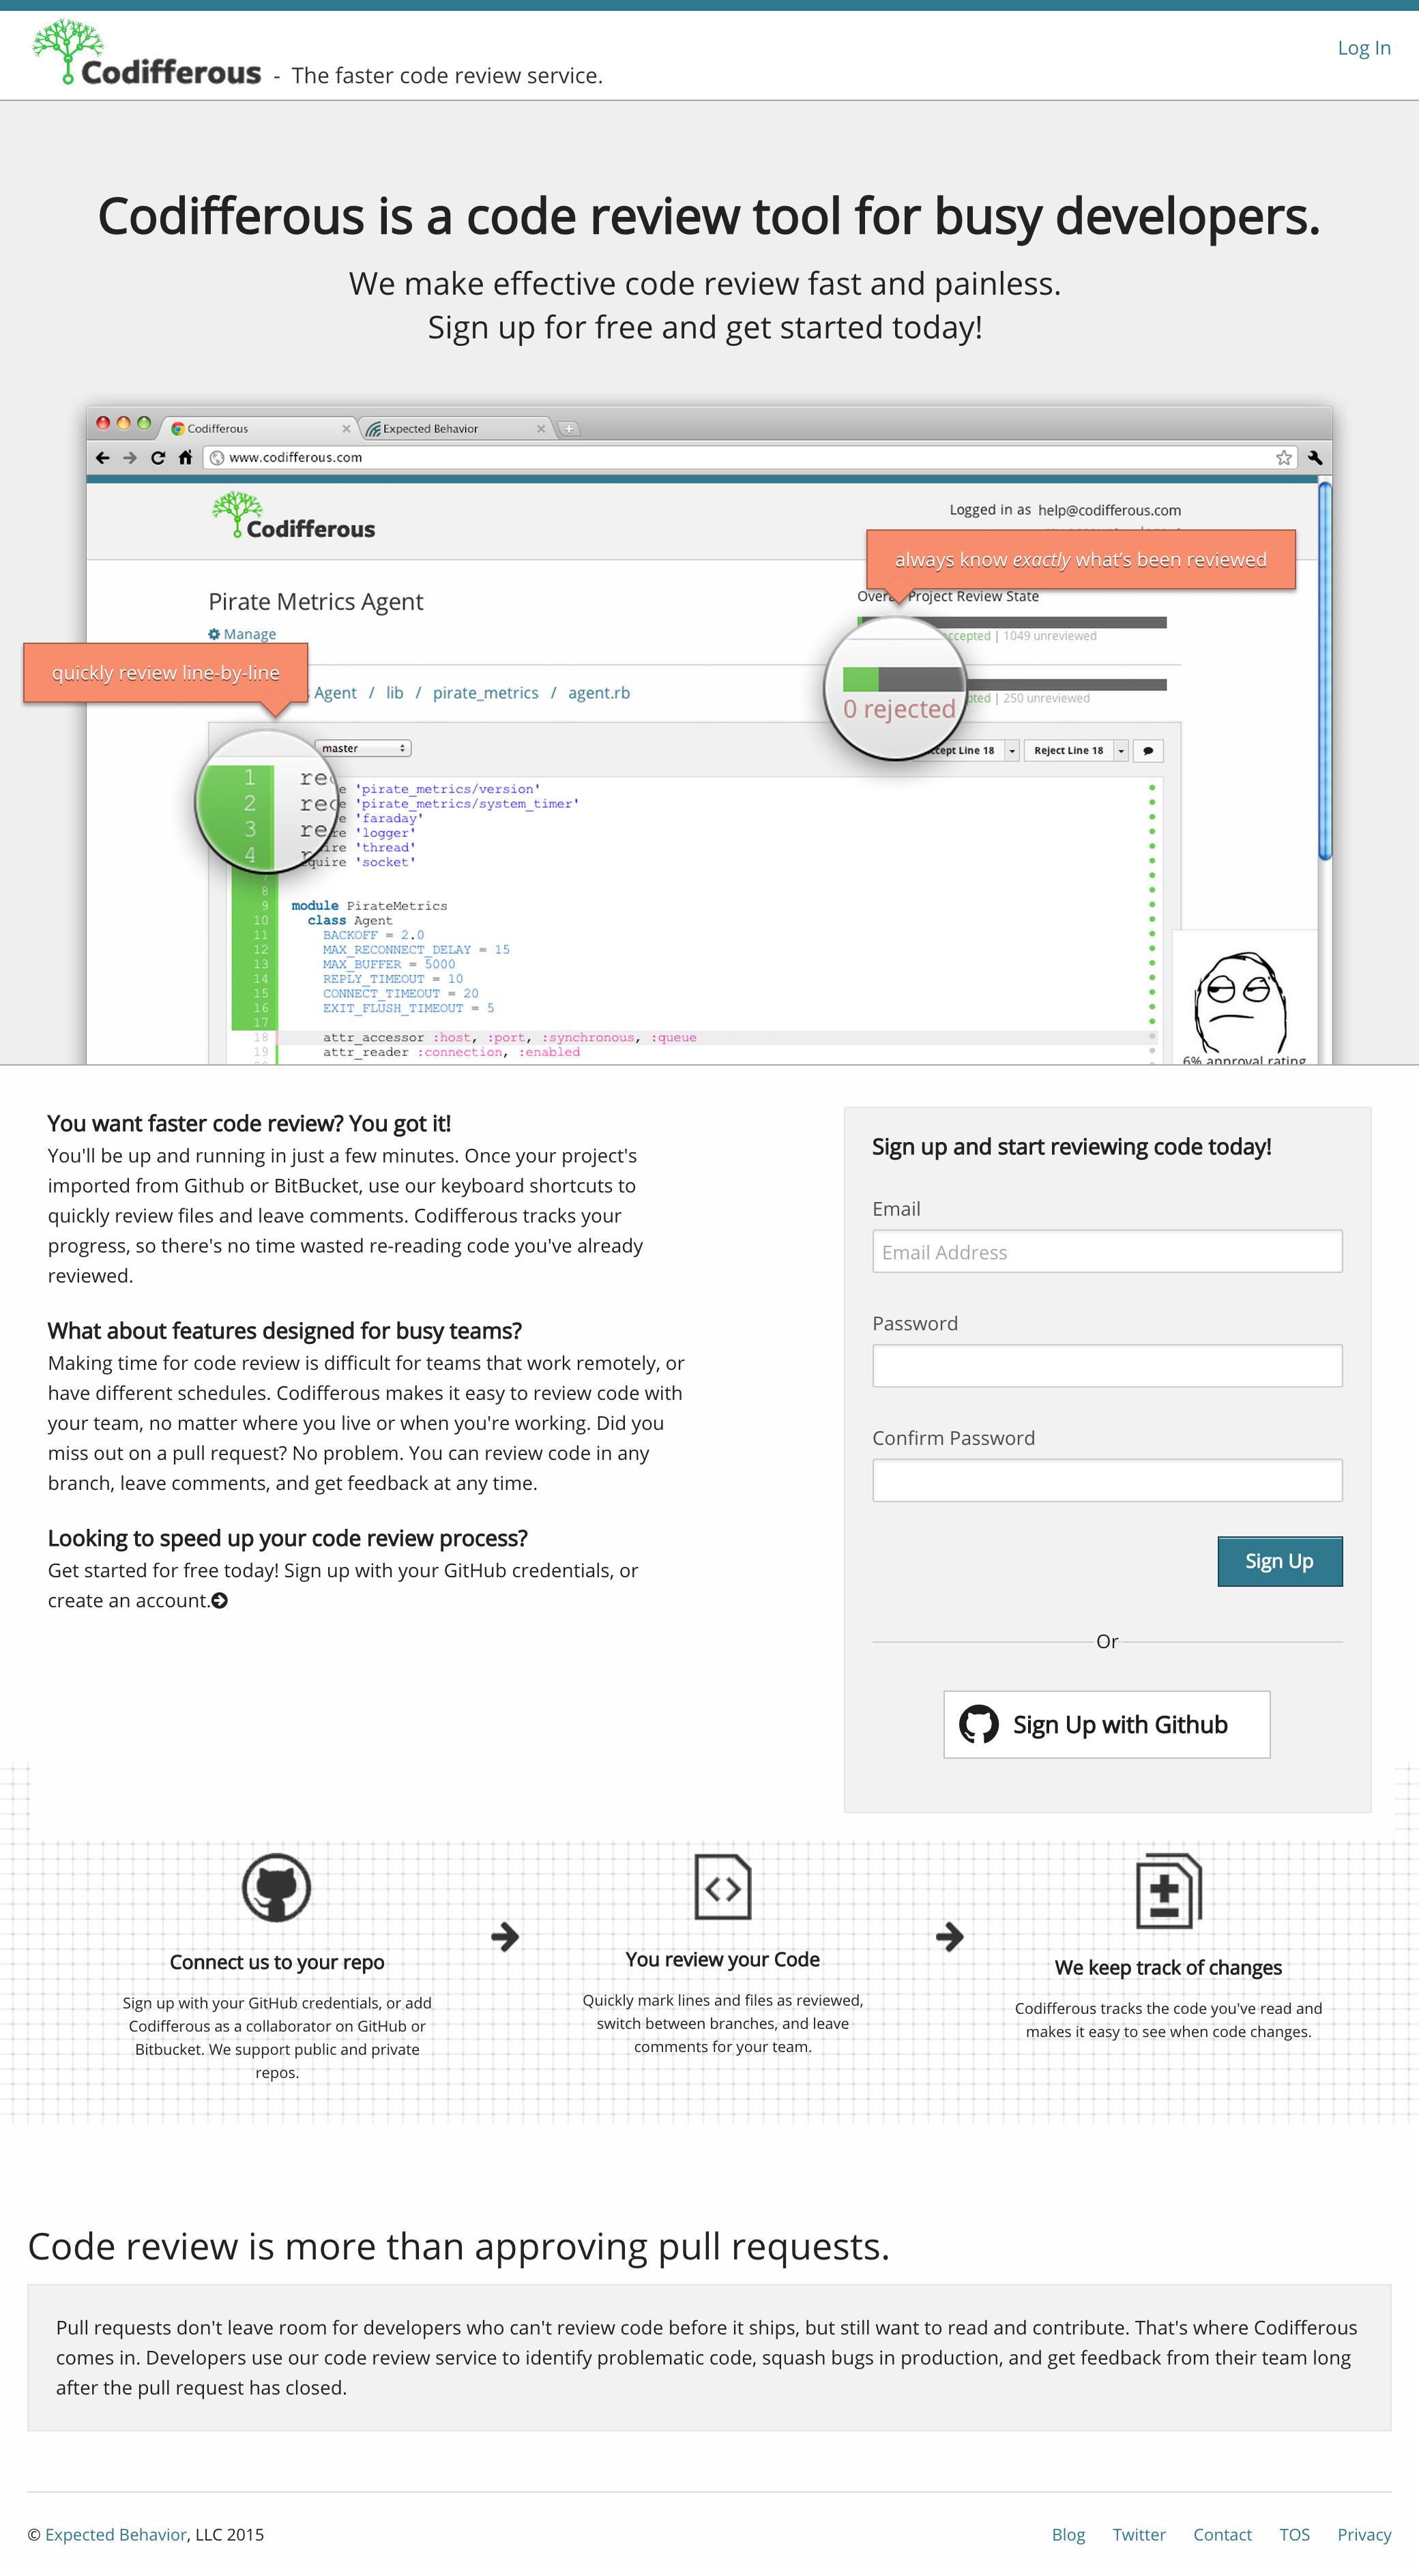 Codifferous - The faster code review service.
Log In
Codifferous is a code review tool for busy developers.
We make effective code review fast and painless.
Sign up for free and get started today!
Codifferous
Expected Behavior
www.codifferous.com
Codifferous
Logged in as help@codifferous.com
always know exactly what's been reviewed
Pirate Metrics Agent
Project Review State
Manage
1049 unreviewed
quickly review line-by-line
Agent / lib / pirate_metrics / agent.rb
250 unreviewed
0 rejected
master
Line 18
Reject Line 18
1
2
3
4
'pirate_metrics/version'
'pirate_metrics/system_timer'
'faraday'
'logger'
'thread'
'socket'
8
9 module PirateMetrics
10 class Agent
11 BACKOFF = 2.0
12 MAX_RECONNECT_DELAY = 15
13 MAX_BUFFER = 5000
14 REPLY_TIMEOUT = 10
15 CONNECT_TIMEOUT = 20
16 EXIT_FLUSH_TIMEOUT = 5
17
18 attr_accessor :host, :port, :synchronous, :queue
19 attr_reader :connection, :enabled
6% approval rating
You want faster code review? You got it!
You'll be up and running in just a few minutes. Once your project's
imported from Github or BitBucket, use our keyboard shortcuts to
quickly review files and leave comments. Codifferous tracks your
progress, so there's no time wasted re-reading code you've already
reviewed.
What about features designed for busy teams?
Making time for code review is difficult for teams that work remotely, or
have different schedules. Codifferous makes it easy to review code with
your team, no matter where you live or when you're working. Did you
miss out on a pull request? No problem. You can review code in any
branch, leave comments, and get feedback at any time.
Looking to speed up your code review process?
Get started for free today! Sign up with your GitHub credentials, or
create an account.
Sign up and start reviewing code today!
Email
Email Address
Password
Confirm Password
Sign Up
Or
Sign Up with Github
Connect us to your repo
Sign up with your GitHub credentials, or add
Codifferous as a collaborator on GitHub or
Bitbucket. We support public and private
repos.
You review your Code
Quickly mark lines and files as reviewed,
switch between branches, and leave
comments for your team.
We keep track of changes
Codifferous tracks the code you've read and
makes it easy to see when code changes.
Code review is more than approving pull requests.
Pull requests don't leave room for developers who can't review code before it ships, but still want to read and contribute. That's where Codifferous
comes in. Developers use our code review service to identify problematic code, squash bugs in production, and get feedback from their team long
after the pull request has closed.
© Expected Behavior, LLC 2015
Blog Twitter Contact TOS Privacy